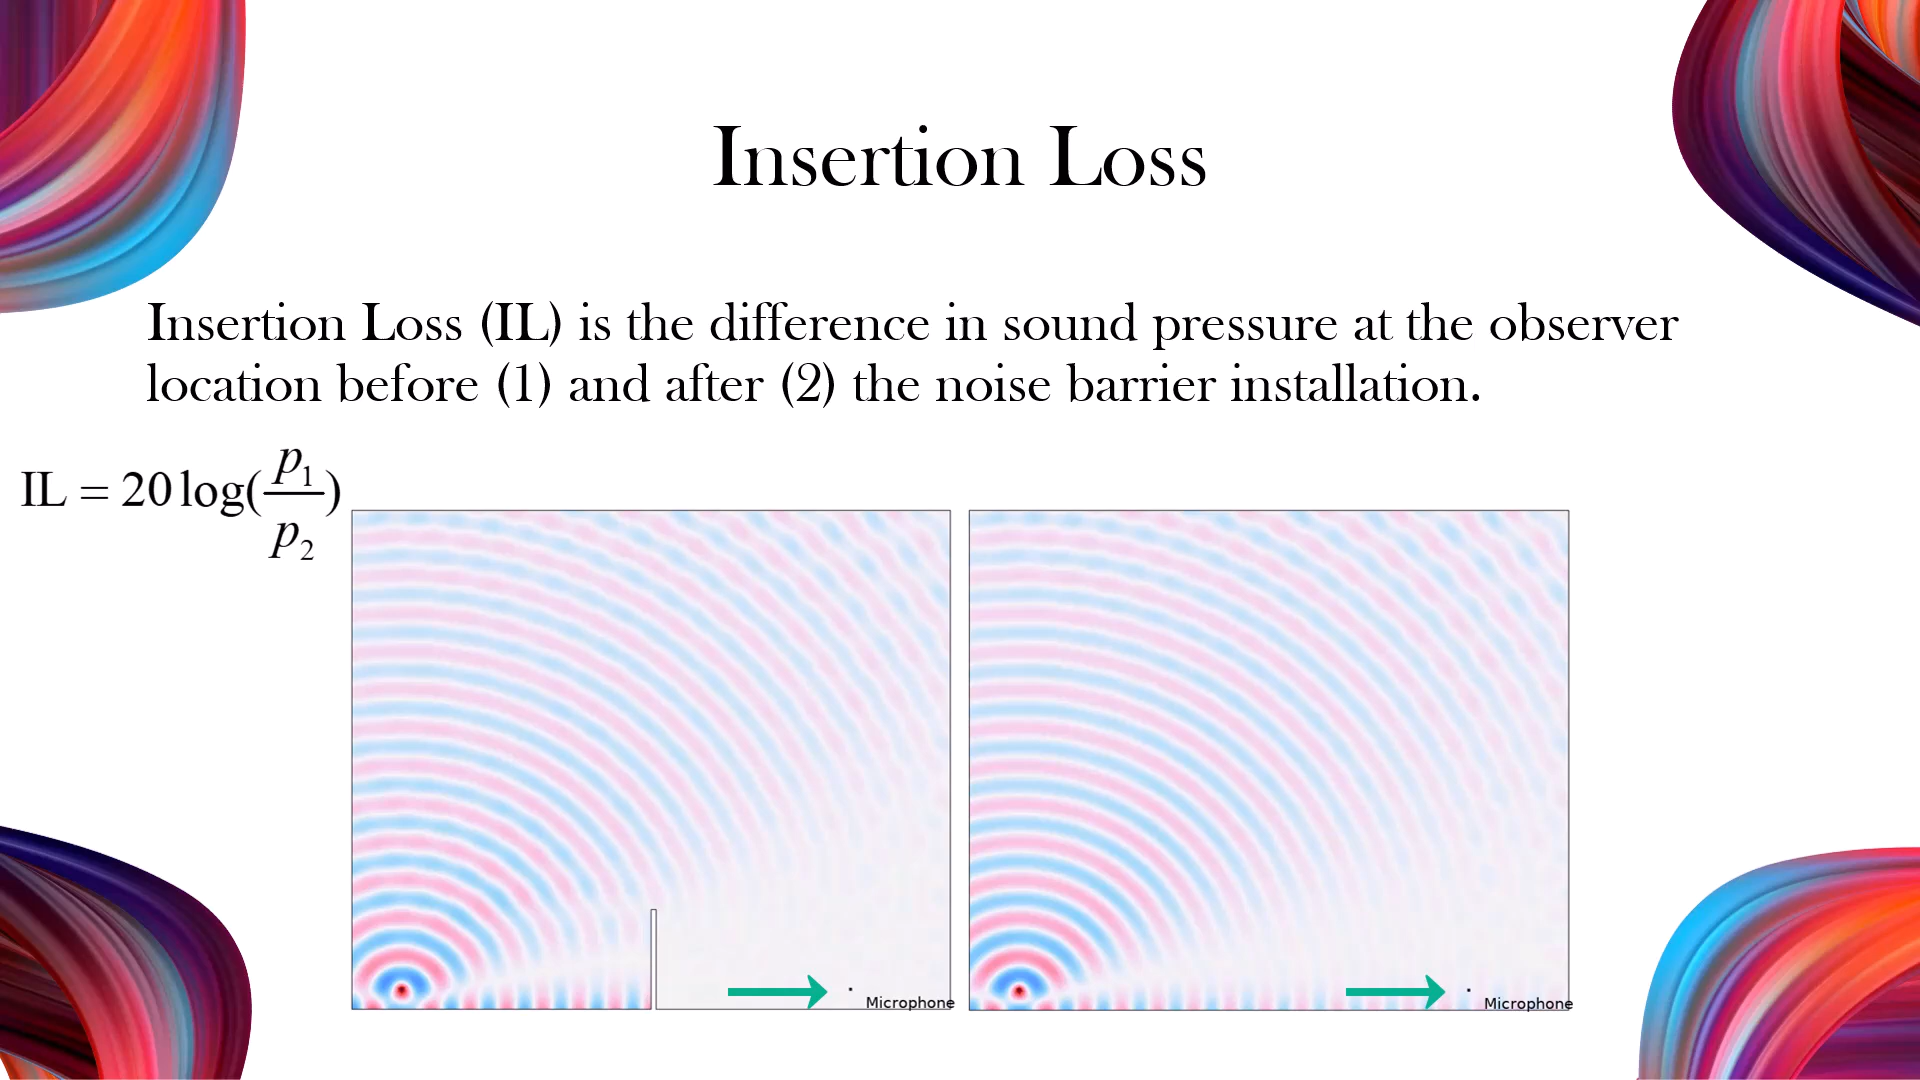 Insertion Loss
Insertion Loss (IL) is the difference in sound pressure at the observer
location before (1) and after (2) the noise barrier installation.
IL = 20 log(p₁/p₂)
Microphone
Microphone